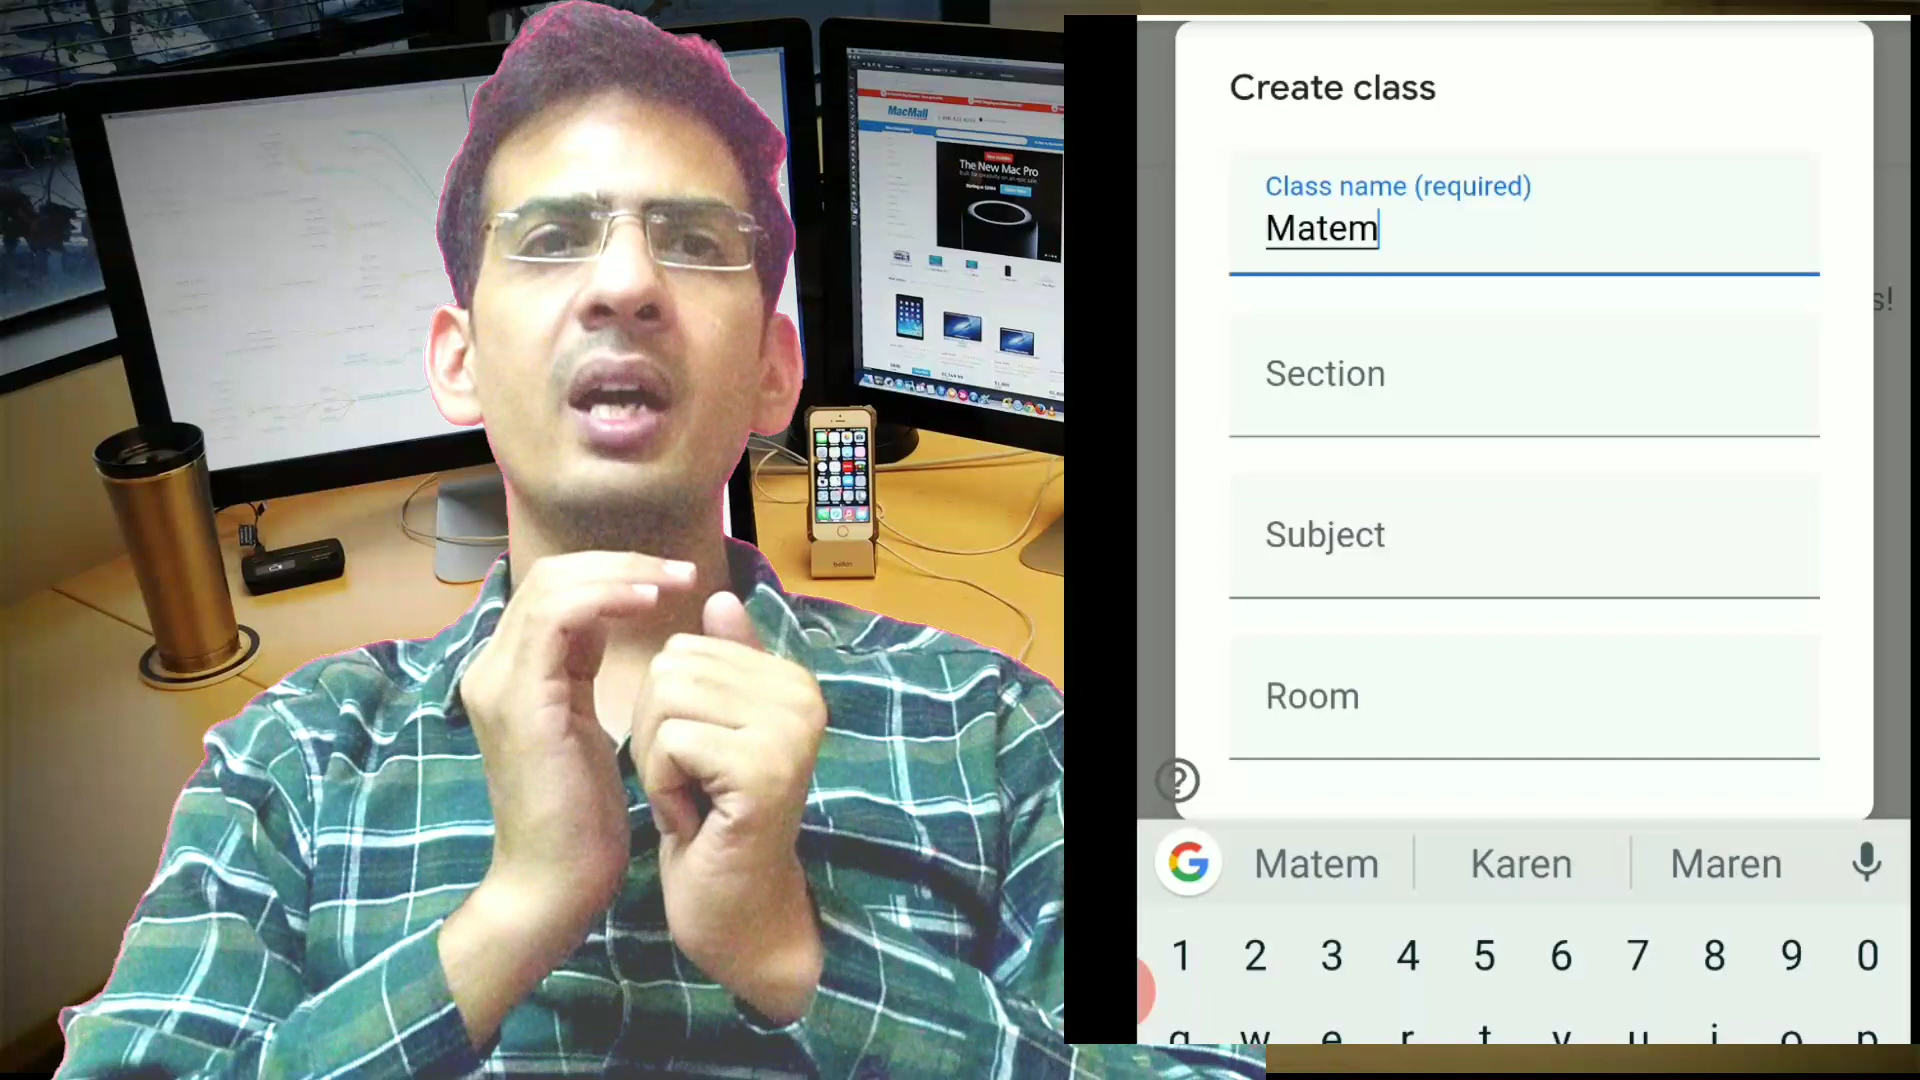 MacMall
The New Mac Pro
belkin
Create class
Class name (required)
Matem
s!
Section
Subject
Room
?
G Matem Karen Maren
1 2 3 4 5 6 7 8 9 0
q w e r t y u i o p